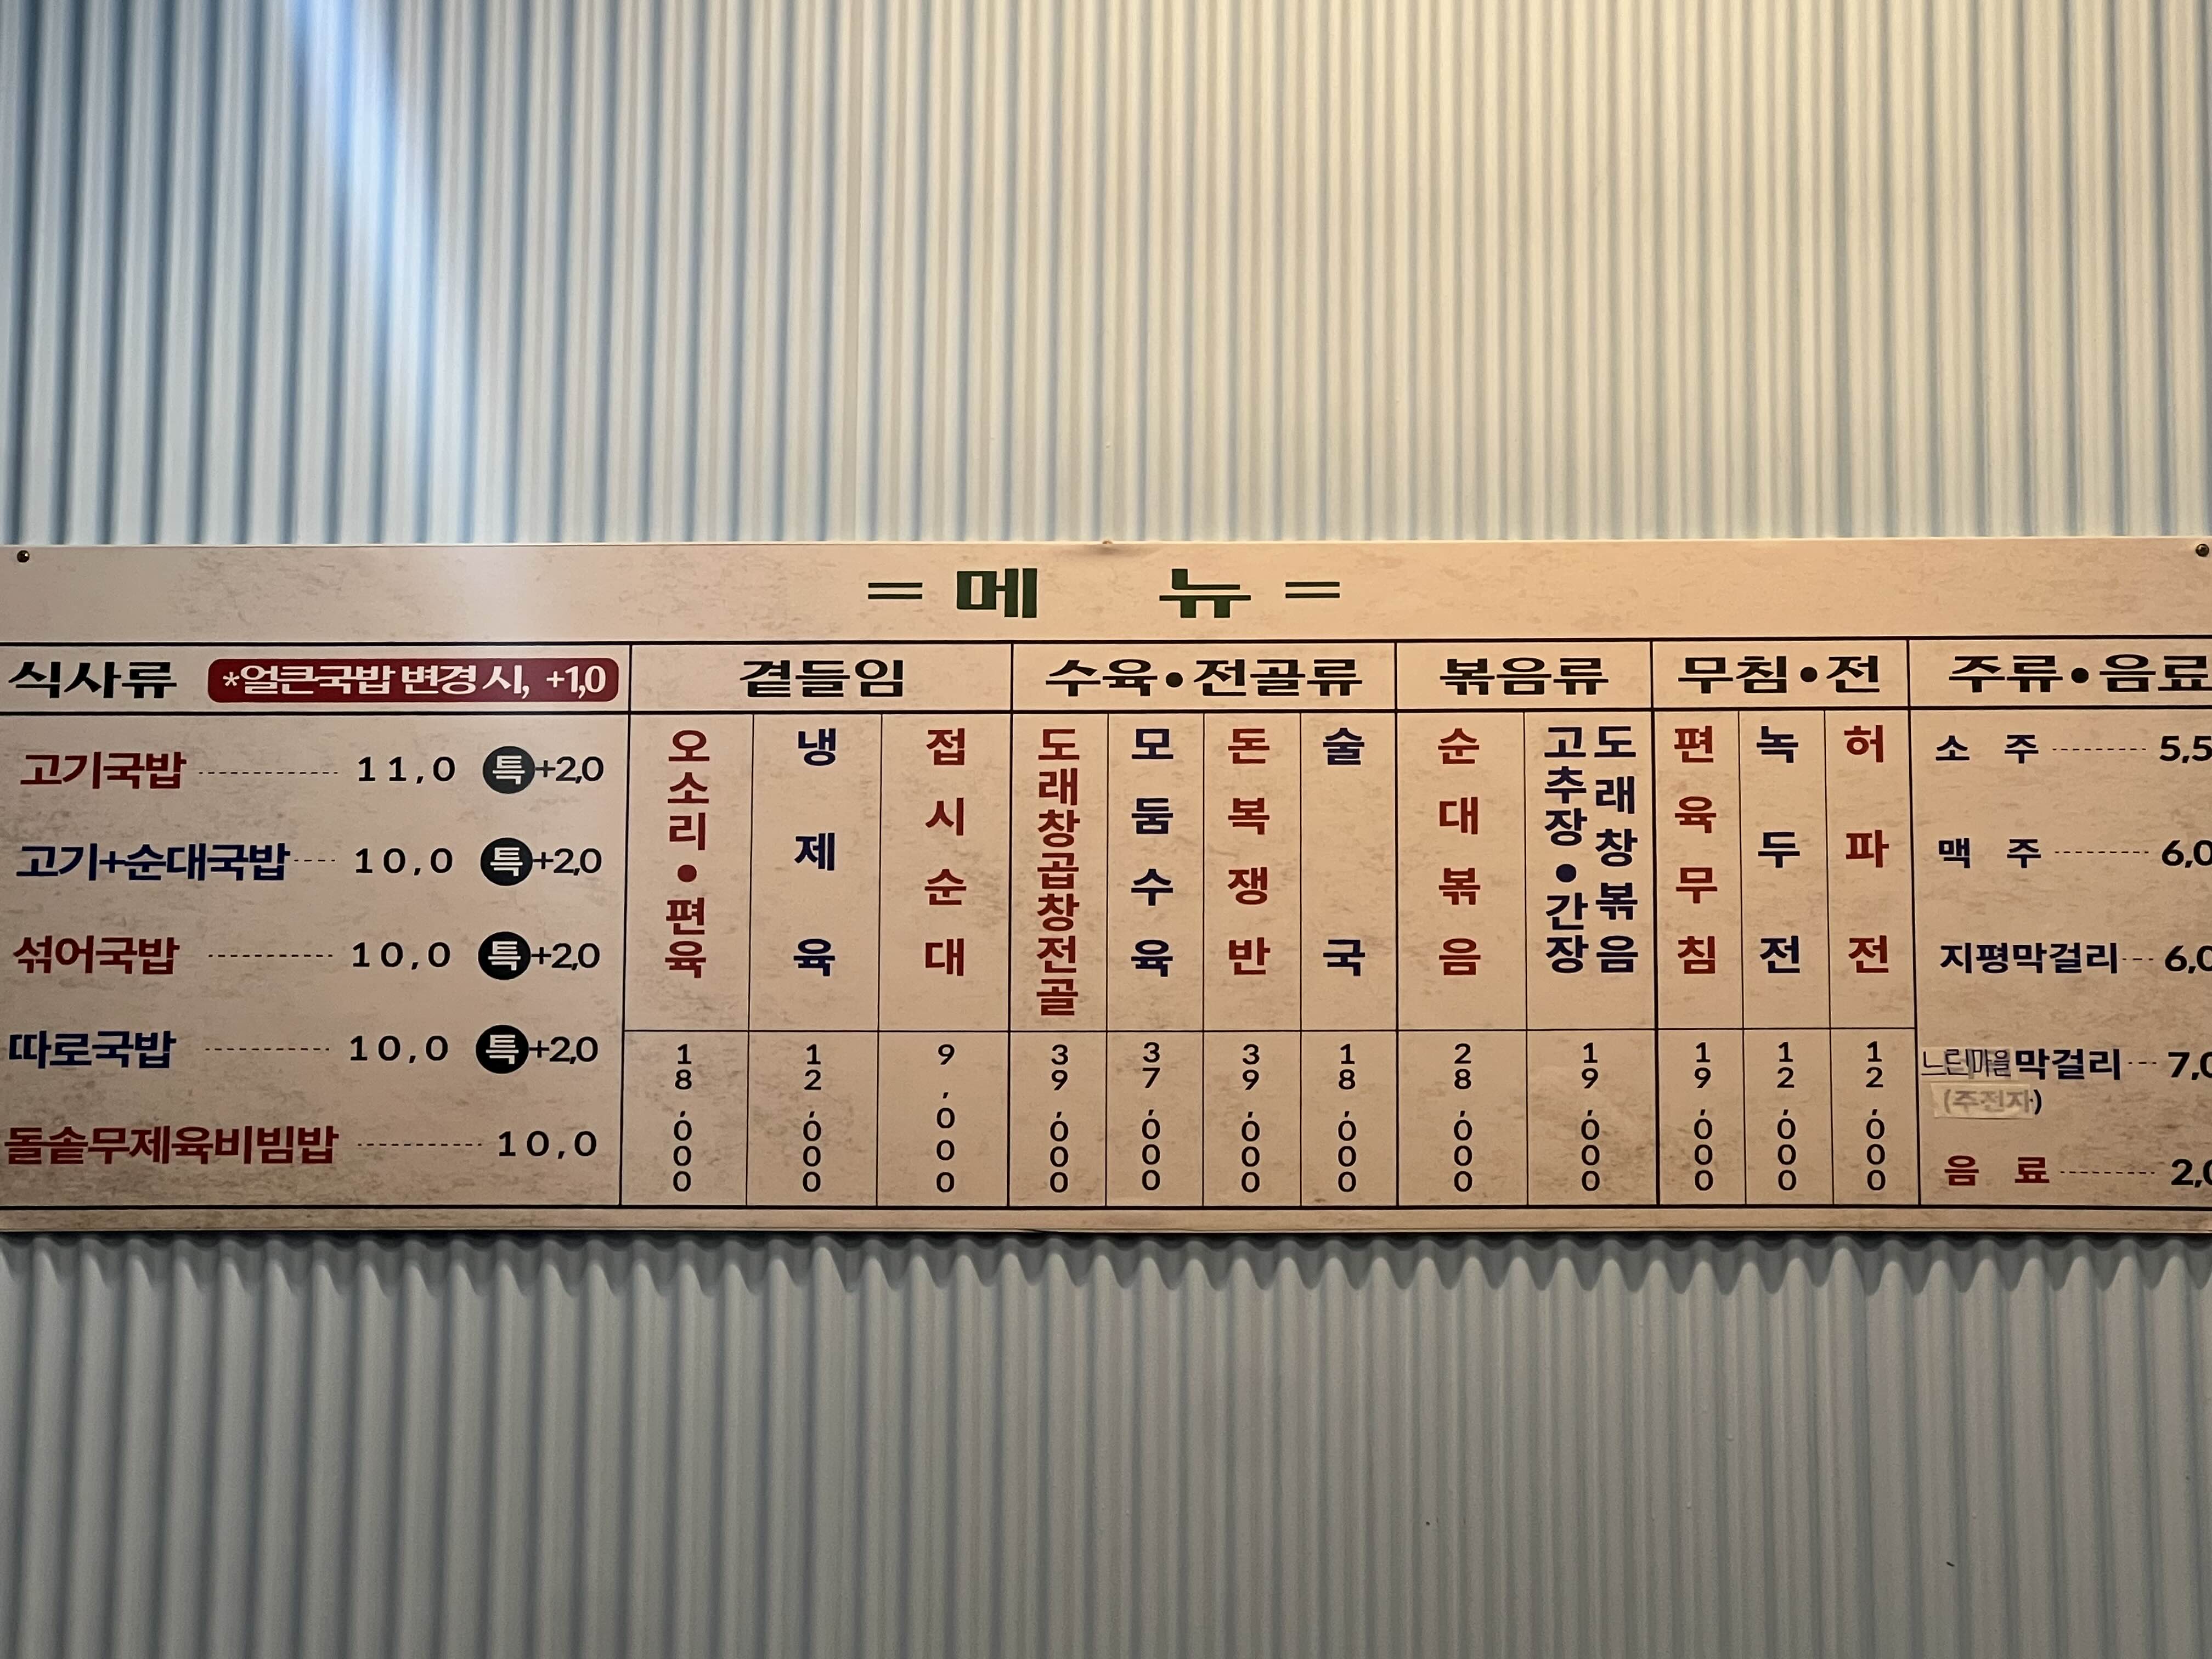 = 메 뉴 =
식사류 *얼큰국밥 변경 시, +1,0
고기국밥 11,0 특+2,0
고기+순대국밥 10,0 특+2,0
섞어국밥 10,0 특+2,0
따로국밥 10,0 특+2,0
돌솥무제육비빔밥 10,0
곁들임
오소리•편육 18,000
냉제육 12,000
접시순대 9,000
수육•전골류
도래창곱창전골 39,000
모둠수육 37,000
돈복쟁반 39,000
술국 18,000
볶음류
순대볶음 28,000
도래창볶음 고추장•간장 19,000
무침•전
편육무침 19,000
녹두전 12,000
허파전 12,000
주류•음료
소 주 5,5
맥 주 6,0
지평막걸리 6,0
느린마을막걸리 7,0
(주전자)
음 료 2,0